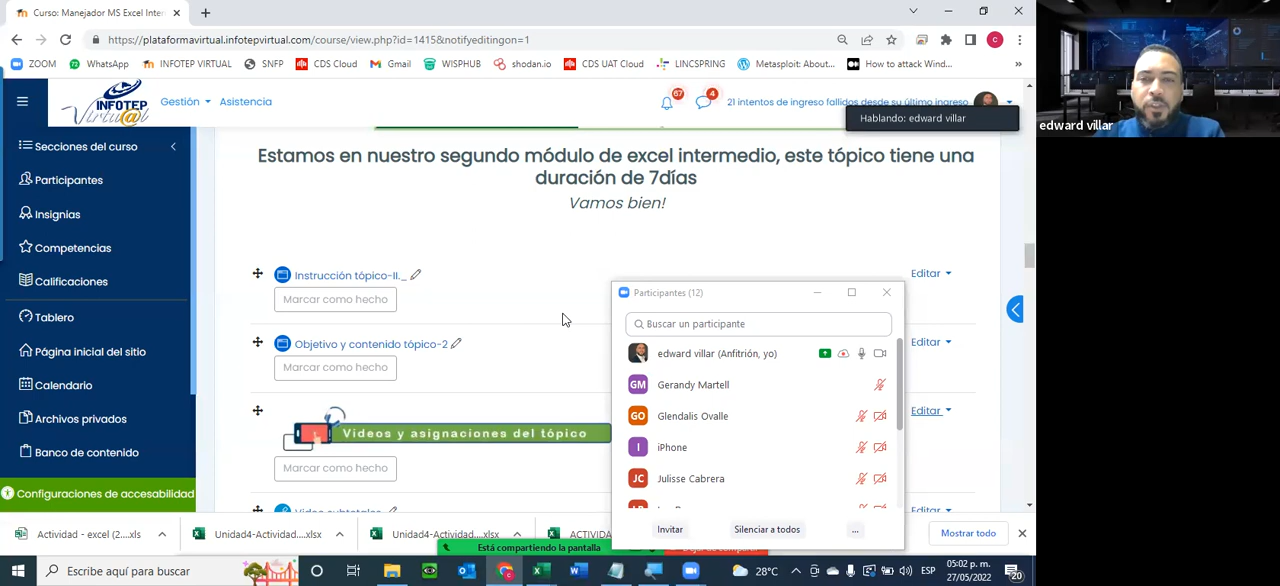 Curso: Manejador MS Excel Inter
https://plataformavirtual.infotepvirtual.com/course/view.php?id=1415&notifyeditingon=1
C
ZOOM
WhatsApp
INFOTEP VIRTUAL
SNFP
CDS Cloud
Gmail
WISPHUB
shodan.io
CDS UAT Cloud
LINCSPRING
Metasploit: About...
How to attack Wind...
»
INFOTEP
Virtu@l
Gestión
Asistencia
67
4
21 intentos de ingreso fallidos desde su último ingreso
Hablando: edward villar
edward villar
Secciones del curso
Participantes
Insignias
Competencias
Calificaciones
Tablero
Página inicial del sitio
Calendario
Archivos privados
Banco de contenido
Configuraciones de accesabilidad
Estamos en nuestro segundo módulo de excel intermedio, este tópico tiene una
duración de 7días
Vamos bien!
Instrucción tópico-II._
Editar
Marcar como hecho
Objetivo y contenido tópico-2
Editar
Marcar como hecho
Videos y asignaciones del tópico
Editar
Marcar como hecho
Video subtotales
Editar
Participantes (12)
Buscar un participante
edward villar (Anfitrión, yo)
GM Gerandy Martell
GO Glendalis Ovalle
I iPhone
JC Julisse Cabrera
Invitar
Silenciar a todos
...
Actividad - excel (2....xls
Unidad4-Actividad....xlsx
Unidad4-Actividad....xlsx
ACTIVIDA
Mostrar todo
Está compartiendo la pantalla
Escribe aquí para buscar
28°C
ESP
05:02 p. m.
27/05/2022
20